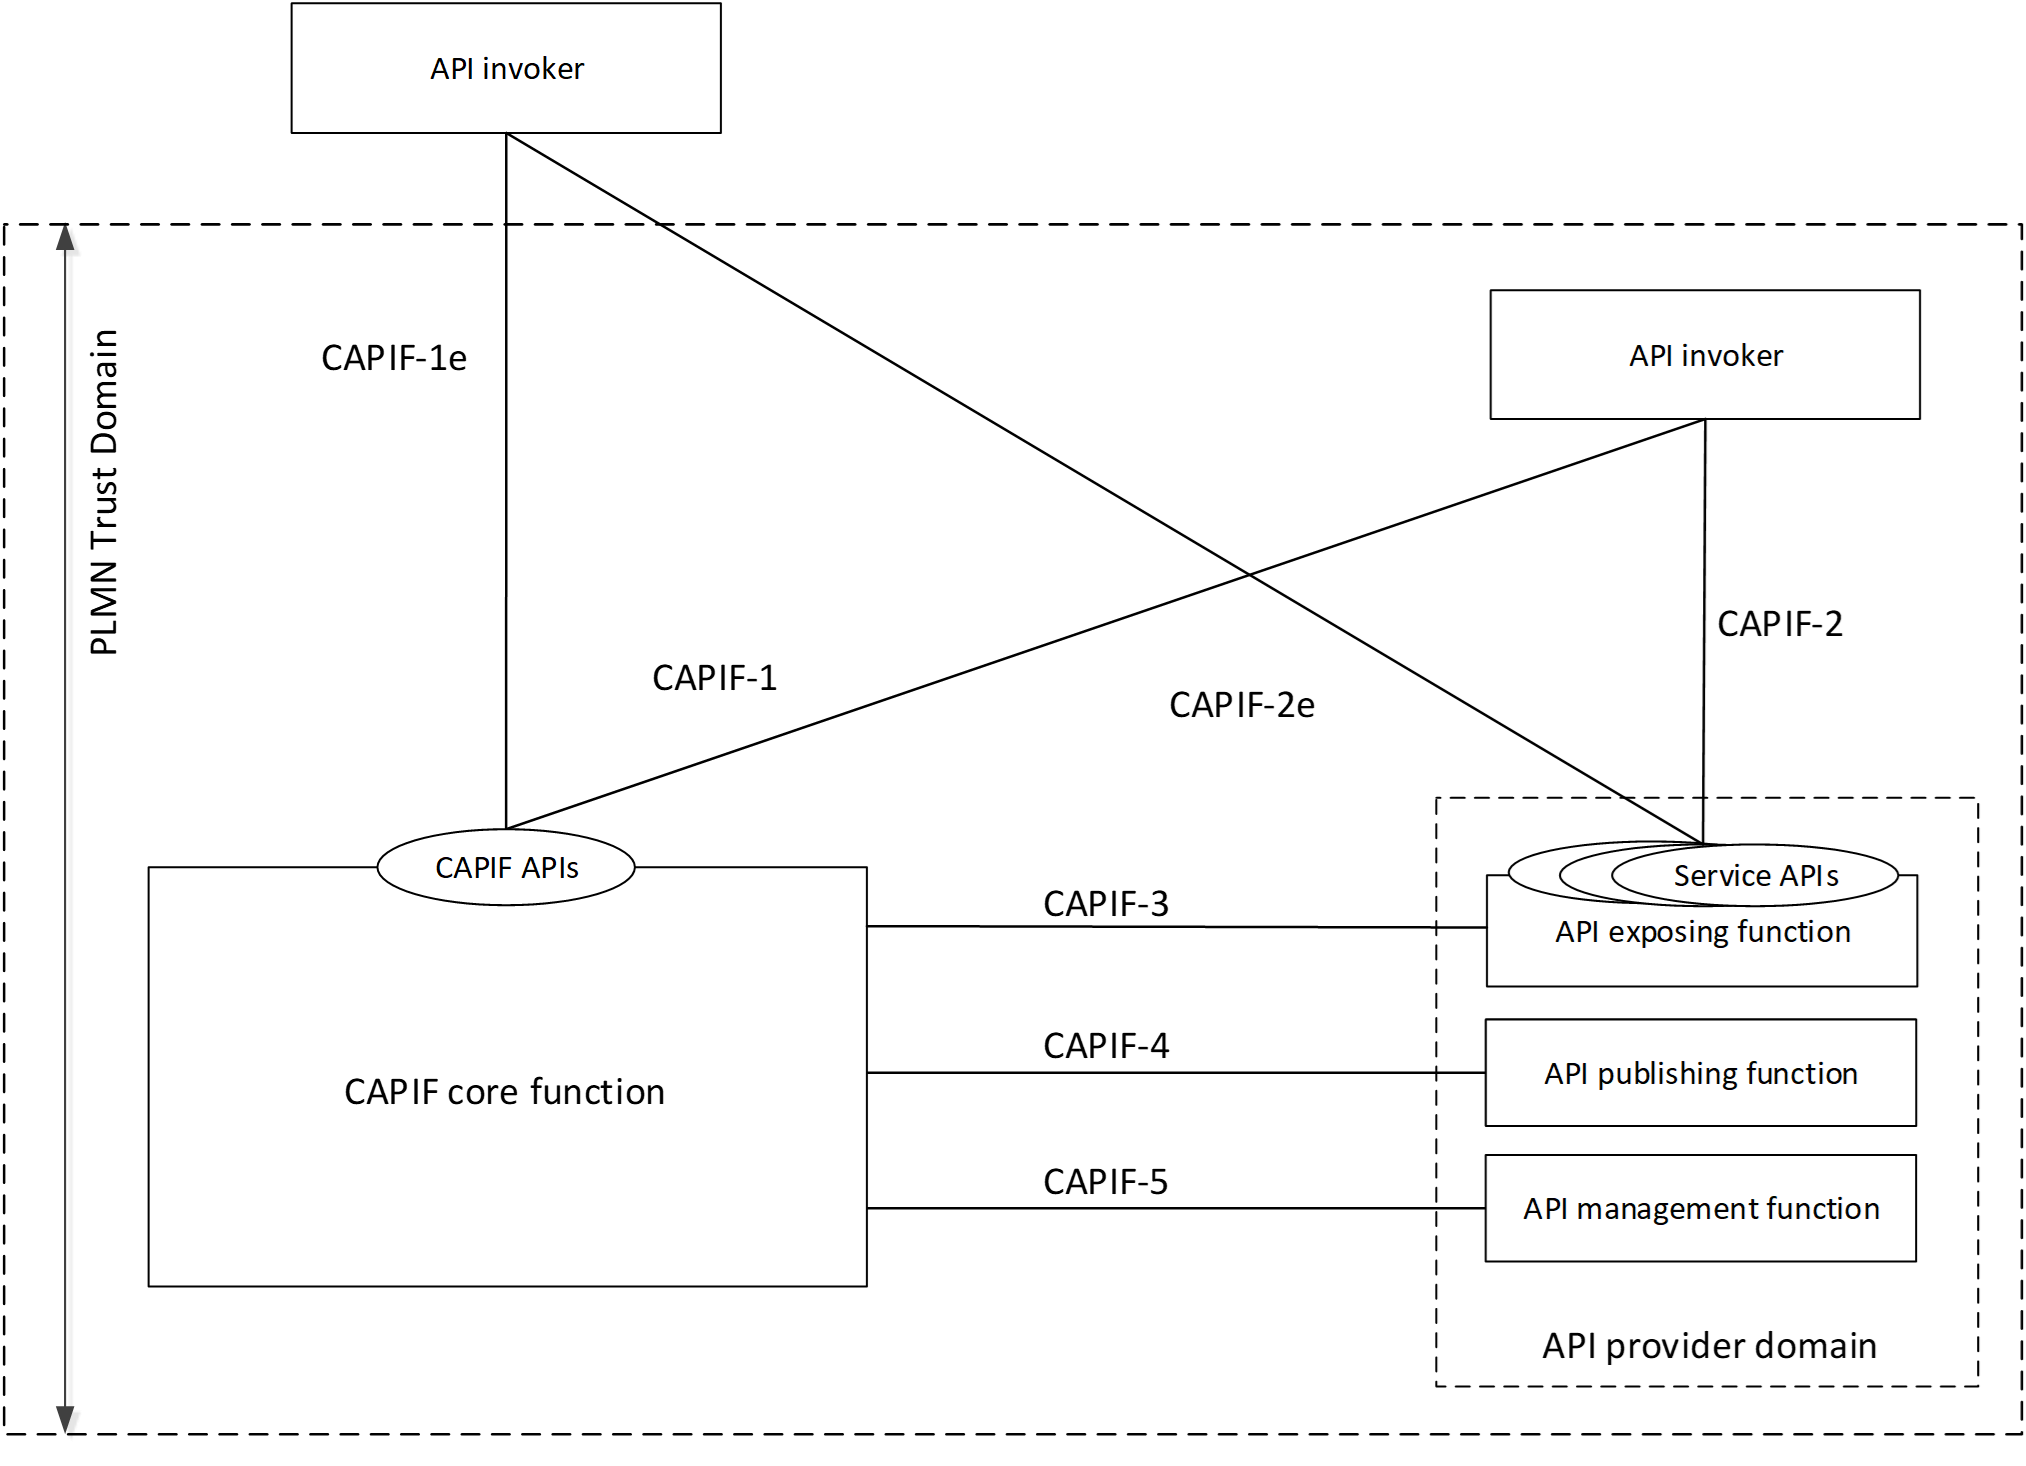 API invoker
PLMN Trust Domain
CAPIF-1e
API invoker
CAPIF-2
CAPIF-1
CAPIF-2e
CAPIF APIs
Service APIs
CAPIF-3
API exposing function
CAPIF-4
API publishing function
CAPIF core function
CAPIF-5
API management function
API provider domain